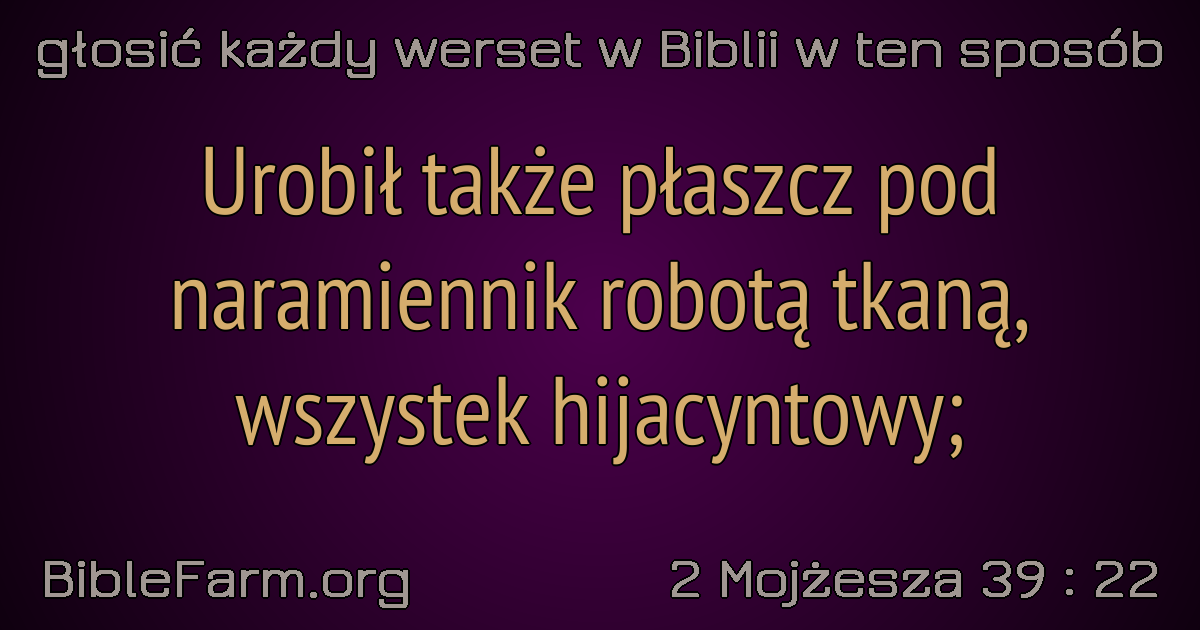 głosić każdy werset w Biblii w ten sposób
Urobił także płaszcz pod
naramiennik robotą tkaną,
wszystek hijacyntowy;
BibleFarm.org
2 Mojżesza 39 : 22